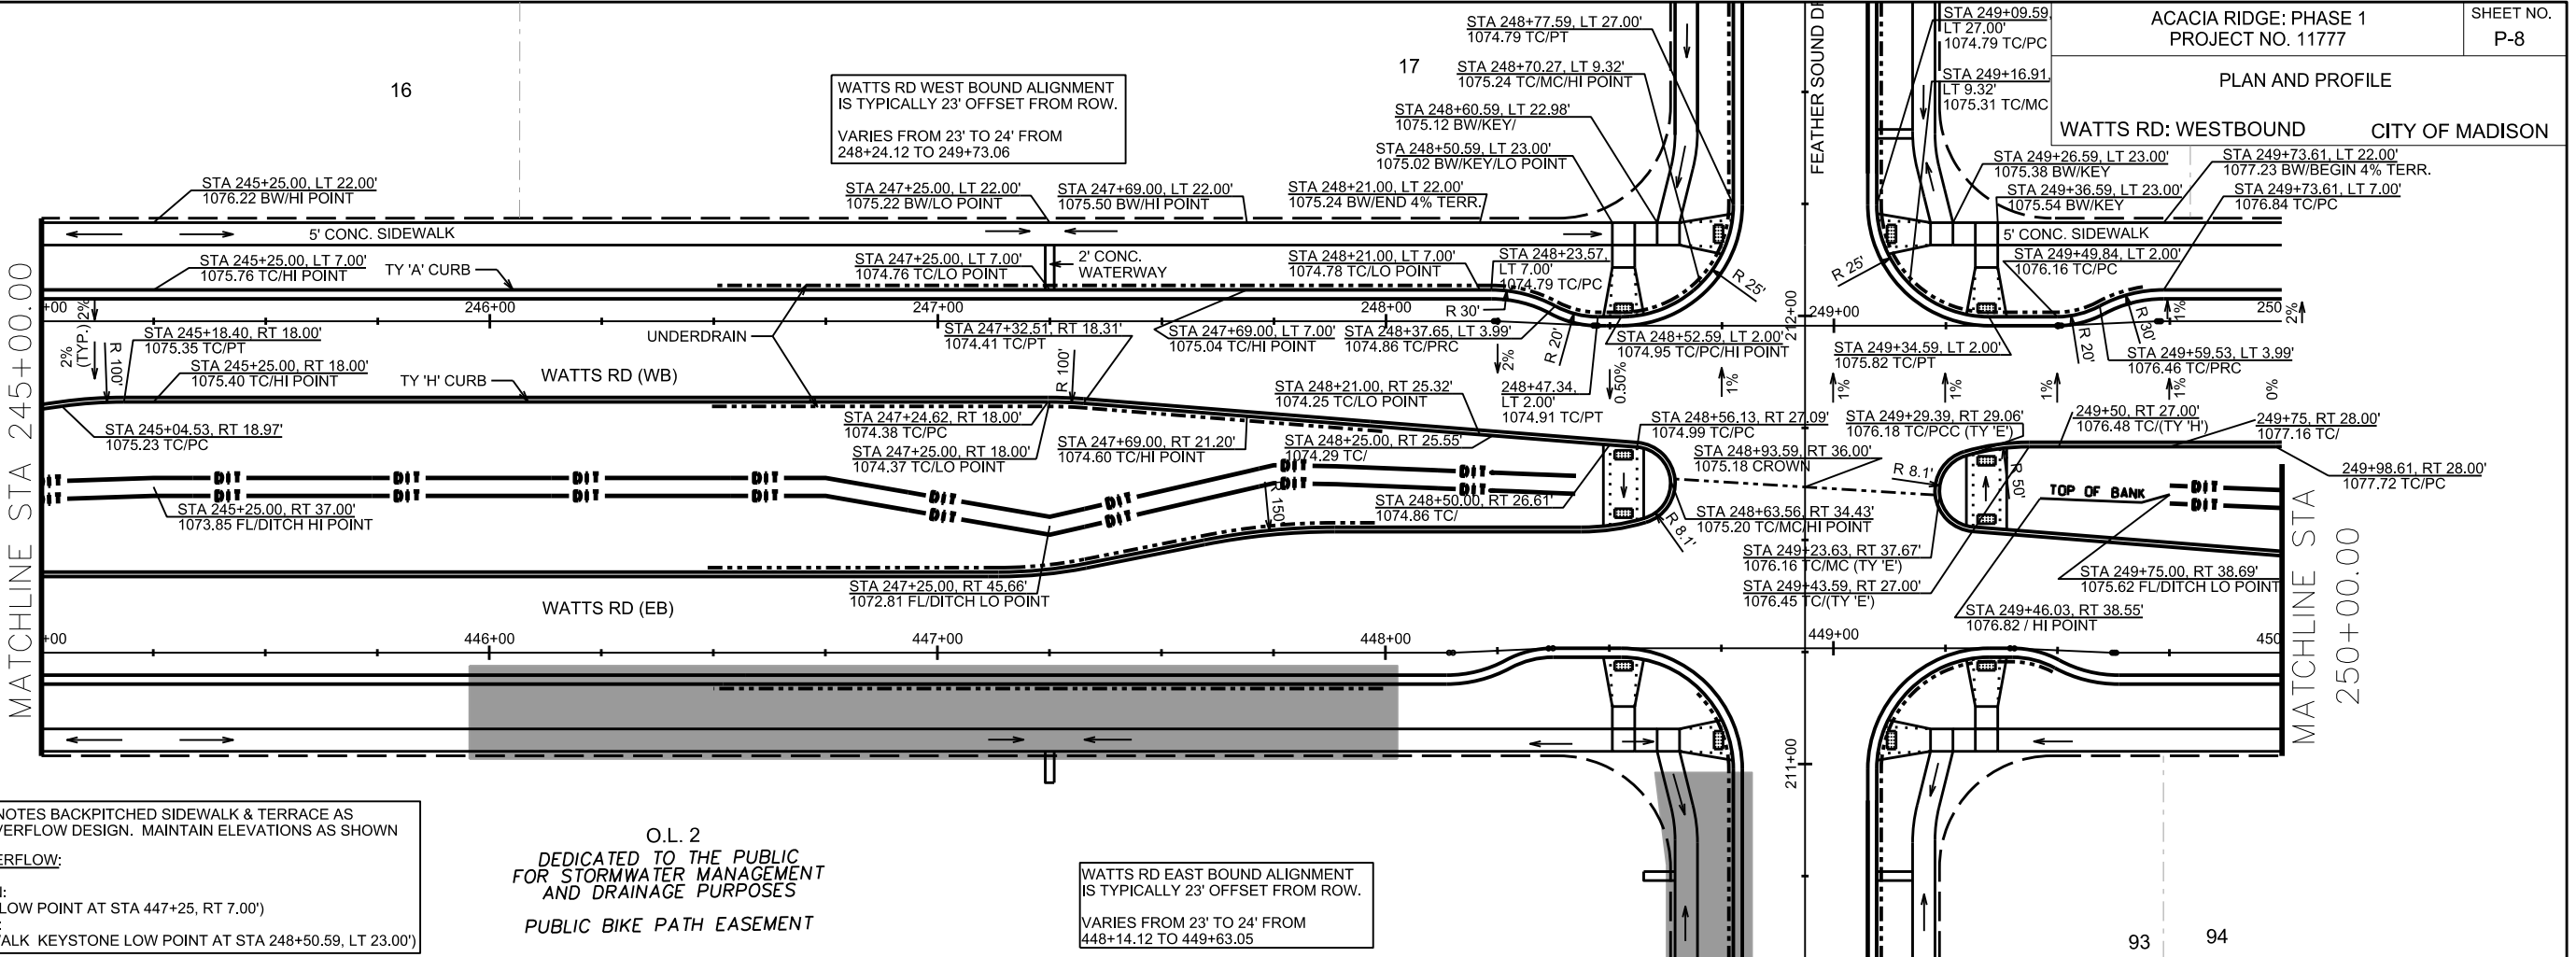 ACACIA RIDGE: PHASE 1
PROJECT NO. 11777
SHEET NO.
P-8
PLAN AND PROFILE
WATTS RD: WESTBOUND
CITY OF MADISON
16
17
WATTS RD WEST BOUND ALIGNMENT
IS TYPICALLY 23' OFFSET FROM ROW.
VARIES FROM 23' TO 24' FROM
248+24.12 TO 249+73.06
STA 248+77.59, LT 27.00'
1074.79 TC/PT
STA 248+70.27, LT 9.32'
1075.24 TC/MC/HI POINT
STA 248+60.59, LT 22.98'
1075.12 BW/KEY/
STA 248+50.59, LT 23.00'
1075.02 BW/KEY/LO POINT
FEATHER SOUND
STA 249+09.59,
LT 27.00'
1074.79 TC/PC
STA 249+16.91,
LT 9.32'
1075.31 TC/MC
STA 249+26.59, LT 23.00'
1075.38 BW/KEY
STA 249+36.59, LT 23.00'
1075.54 BW/KEY
STA 249+73.61, LT 22.00'
1077.23 BW/BEGIN 4% TERR.
STA 249+73.61, LT 7.00'
1076.84 TC/PC
STA 245+25.00, LT 22.00'
1076.22 BW/HI POINT
STA 247+25.00, LT 22.00'
1075.22 BW/LO POINT
STA 247+69.00, LT 22.00'
1075.50 BW/HI POINT
STA 248+21.00, LT 22.00'
1075.24 BW/END 4% TERR.
5' CONC. SIDEWALK
5' CONC. SIDEWALK
STA 245+25.00, LT 7.00'
1075.76 TC/HI POINT
TY 'A' CURB
STA 247+25.00, LT 7.00'
1074.76 TC/LO POINT
2' CONC.
WATERWAY
STA 248+21.00, LT 7.00'
1074.78 TC/LO POINT
STA 248+23.57,
LT 7.00'
1074.79 TC/PC
R 25'
R 25'
STA 249+49.84, LT 2.00'
1076.16 TC/PC
+00
246+00
247+00
248+00
212+00
249+00
250
2%
2%
(TYP.)
R 100'
STA 245+18.40, RT 18.00'
1075.35 TC/PT
STA 245+25.00, RT 18.00'
1075.40 TC/HI POINT
TY 'H' CURB
UNDERDRAIN
WATTS RD (WB)
STA 247+32.51, RT 18.31'
1074.41 TC/PT
R 100'
STA 247+69.00, LT 7.00'
1075.04 TC/HI POINT
R 30'
STA 248+37.65, LT 3.99'
1074.86 TC/PRC
2%
R 20'
248+47.34,
LT 2.00'
1074.91 TC/PT
STA 248+52.59, LT 2.00'
1074.95 TC/PC/HI POINT
0.50%
1%
1%
1%
1%
1%
1%
0%
2%
STA 249+34.59, LT 2.00'
1075.82 TC/PT
R 20'
R 30'
STA 249+59.53, LT 3.99'
1076.46 TC/PRC
STA 245+04.53, RT 18.97'
1075.23 TC/PC
STA 247+24.62, RT 18.00'
1074.38 TC/PC
STA 247+25.00, RT 18.00'
1074.37 TC/LO POINT
STA 247+69.00, RT 21.20'
1074.60 TC/HI POINT
STA 248+21.00, RT 25.32'
1074.25 TC/LO POINT
STA 248+25.00, RT 25.55'
1074.29 TC/
STA 248+56.13, RT 27.09'
1074.99 TC/PC
STA 248+93.59, RT 36.00'
1075.18 CROWN
STA 249+29.39, RT 29.06'
1076.18 TC/PCC (TY 'E')
249+50, RT 27.00'
1076.48 TC/(TY 'H')
249+75, RT 28.00'
1077.16 TC/
249+98.61, RT 28.00'
1077.72 TC/PC
DIT DIT DIT DIT DIT DIT DIT DIT DIT
DIT DIT DIT DIT DIT DIT DIT DIT DIT
STA 245+25.00, RT 37.00'
1073.85 FL/DITCH HI POINT
R 150'
STA 248+50.00, RT 26.61'
1074.86 TC/
STA 248+63.56, RT 34.43'
1075.20 TC/MC/HI POINT
R 8.1'
R 8.1'
R 50'
TOP OF BANK
STA 249+23.63, RT 37.67'
1076.16 TC/MC (TY 'E')
STA 249+43.59, RT 27.00'
1076.45 TC/(TY 'E')
STA 249+75.00, RT 38.69'
1075.62 FL/DITCH LO POINT
STA 249+46.03, RT 38.55'
1076.82 / HI POINT
STA 247+25.00, RT 45.66'
1072.81 FL/DITCH LO POINT
WATTS RD (EB)
+00
446+00
447+00
448+00
449+00
450
211+00
MATCHLINE STA 245+00.00
MATCHLINE STA
250+00.00
NOTES BACKPITCHED SIDEWALK & TERRACE AS
VERFLOW DESIGN. MAINTAIN ELEVATIONS AS SHOWN
ERFLOW:
LOW POINT AT STA 447+25, RT 7.00')
ALK KEYSTONE LOW POINT AT STA 248+50.59, LT 23.00')
O.L. 2
DEDICATED TO THE PUBLIC
FOR STORMWATER MANAGEMENT
AND DRAINAGE PURPOSES
PUBLIC BIKE PATH EASEMENT
WATTS RD EAST BOUND ALIGNMENT
IS TYPICALLY 23' OFFSET FROM ROW.
VARIES FROM 23' TO 24' FROM
448+14.12 TO 449+63.05
93
94